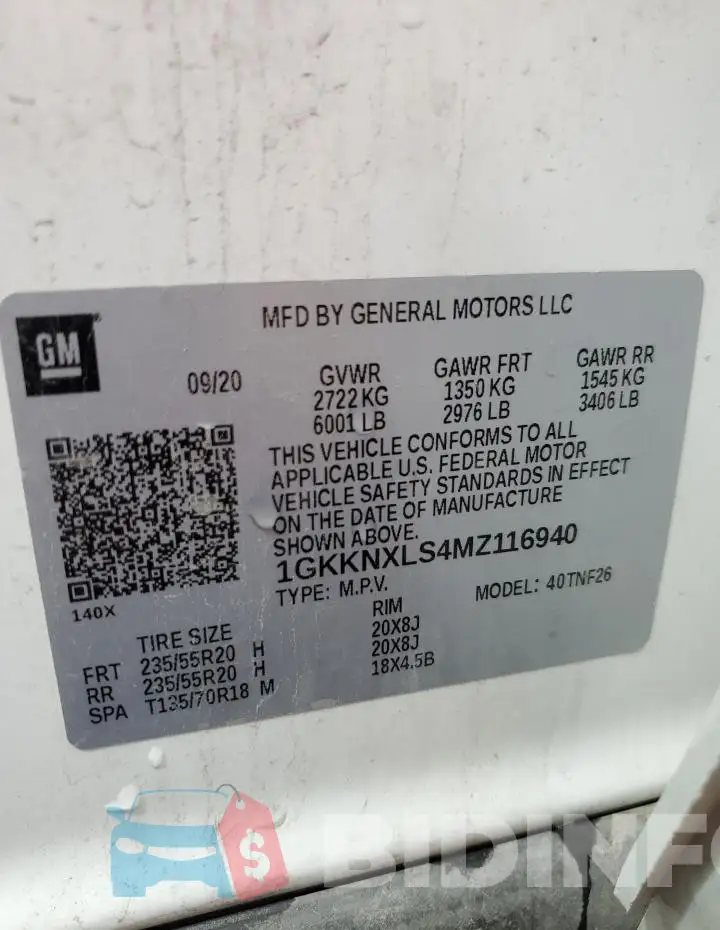 MFD BY GENERAL MOTORS LLC
GM
09/20
GVWR
2722 KG
6001 LB
GAWR FRT
1350 KG
2976 LB
GAWR RR
1545 KG
3406 LB
THIS VEHICLE CONFORMS TO ALL
APPLICABLE U.S. FEDERAL MOTOR
VEHICLE SAFETY STANDARDS IN EFFECT
ON THE DATE OF MANUFACTURE
SHOWN ABOVE.
1GKKNXLS4MZ116940
TYPE: M.P.V. MODEL: 40TNF26
140X
TIRE SIZE RIM
FRT 235/55R20 H 20X8J
RR 235/55R20 H 20X8J
SPA T135/70R18 M 18X4.5B
$ BIDINFO